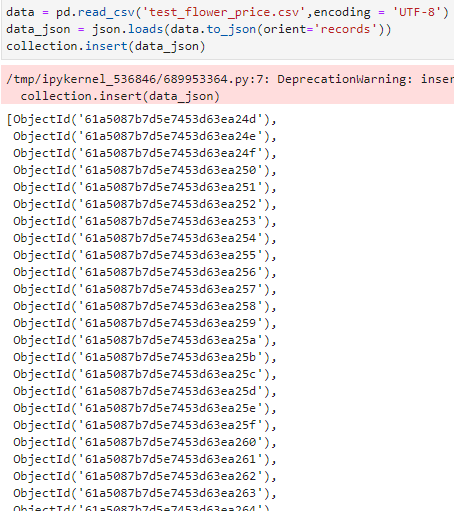 data = pd.read_csv('test_flower_price.csv',encoding = 'UTF-8')
data_json = json.loads(data.to_json(orient='records'))
collection.insert(data_json)
/tmp/ipykernel_536846/689953364.py:7: DeprecationWarning: inser
collection.insert(data_json)
[ObjectId('61a5087b7d5e7453d63ea24d'),
ObjectId('61a5087b7d5e7453d63ea24e'),
ObjectId('61a5087b7d5e7453d63ea24f'),
ObjectId('61a5087b7d5e7453d63ea250'),
ObjectId('61a5087b7d5e7453d63ea251'),
ObjectId('61a5087b7d5e7453d63ea252'),
ObjectId('61a5087b7d5e7453d63ea253'),
ObjectId('61a5087b7d5e7453d63ea254'),
ObjectId('61a5087b7d5e7453d63ea255'),
ObjectId('61a5087b7d5e7453d63ea256'),
ObjectId('61a5087b7d5e7453d63ea257'),
ObjectId('61a5087b7d5e7453d63ea258'),
ObjectId('61a5087b7d5e7453d63ea259'),
ObjectId('61a5087b7d5e7453d63ea25a'),
ObjectId('61a5087b7d5e7453d63ea25b'),
ObjectId('61a5087b7d5e7453d63ea25c'),
ObjectId('61a5087b7d5e7453d63ea25d'),
ObjectId('61a5087b7d5e7453d63ea25e'),
ObjectId('61a5087b7d5e7453d63ea25f'),
ObjectId('61a5087b7d5e7453d63ea260'),
ObjectId('61a5087b7d5e7453d63ea261'),
ObjectId('61a5087b7d5e7453d63ea262'),
ObjectId('61a5087b7d5e7453d63ea263'),
ObjectId('61a5087b7d5e7453d63ea264'),